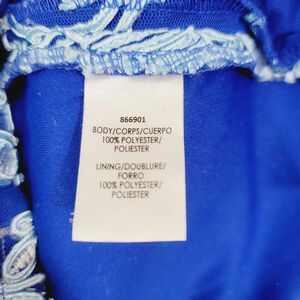 866901
BODY/CORPS/CUERPO
100% POLYESTER/
POLIESTER
LINING/DOUBLURE/
FORRO
100% POLYESTER/
POLIESTER